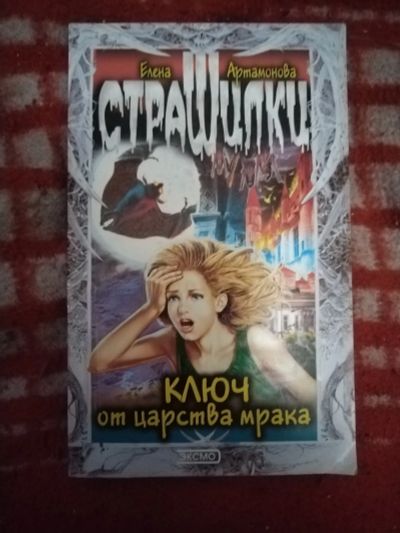 Елена Артамонова
СТРАШИЛКИ
КЛЮЧ
от царства мрака
ЭКСМО